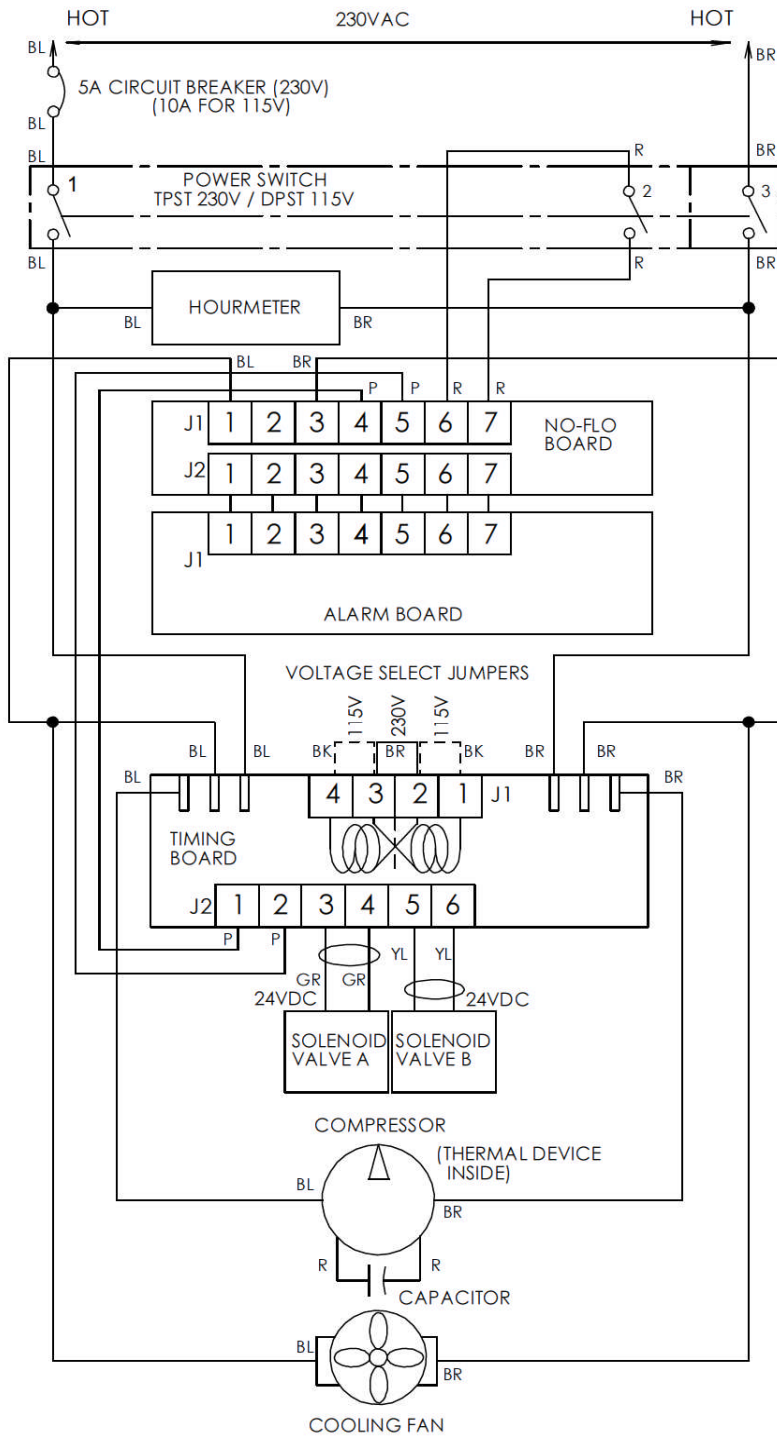 HOT 230VAC HOT
BL BR
5A CIRCUIT BREAKER (230V)
(10A FOR 115V)
BL
BL R BR
1 POWER SWITCH 2 3
TPST 230V / DPST 115V
BL R BR
HOURMETER
BL BR
BL BR
P P R R
J1 1 2 3 4 5 6 7 NO-FLO
BOARD
J2 1 2 3 4 5 6 7
1 2 3 4 5 6 7
J1
ALARM BOARD
VOLTAGE SELECT JUMPERS
115V 230V 115V
BL BL BK BR BK BR BR
BL BR
4 3 2 1 J1
TIMING
BOARD
J2 1 2 3 4 5 6
P P YL YL
GR GR
24VDC 24VDC
SOLENOID SOLENOID
VALVE A VALVE B
COMPRESSOR
(THERMAL DEVICE
INSIDE)
BL BR
R R
CAPACITOR
BL BR
COOLING FAN